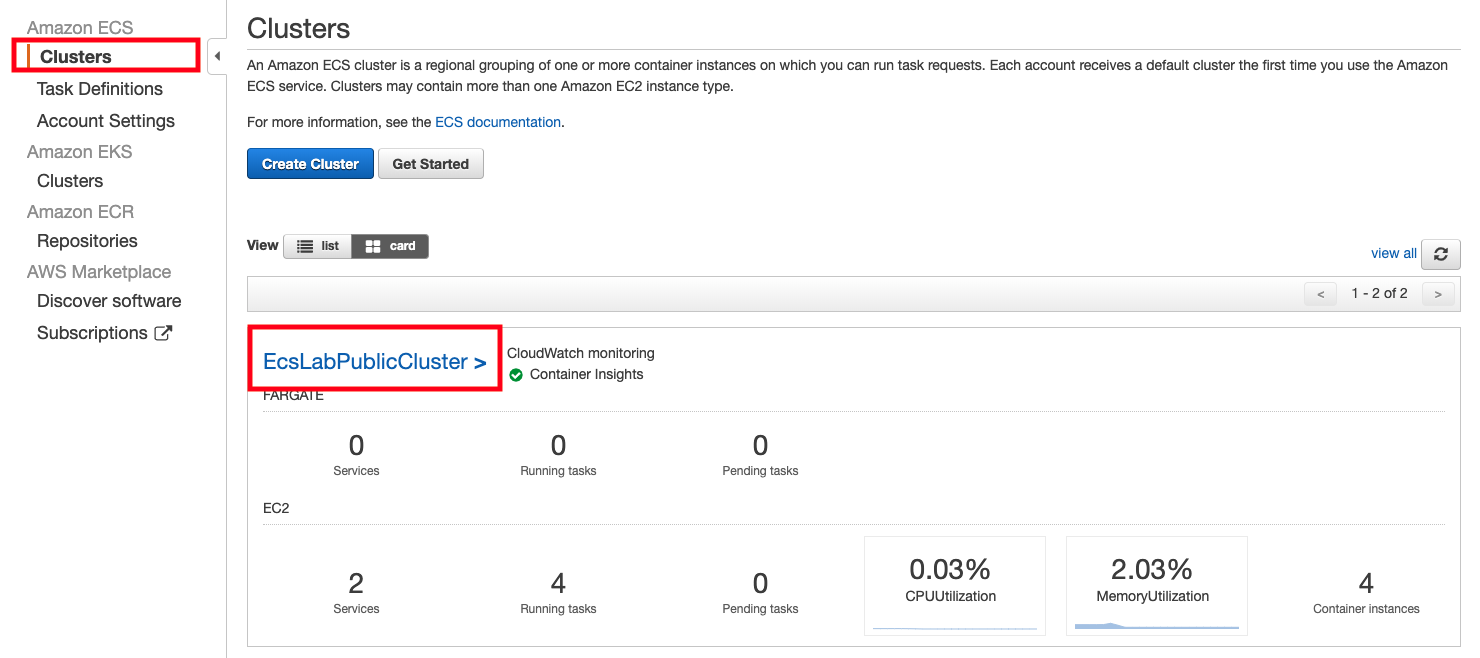 Amazon ECS
Clusters
Task Definitions
Account Settings
Amazon EKS
Clusters
Amazon ECR
Repositories
AWS Marketplace
Discover software
Subscriptions
Clusters
An Amazon ECS cluster is a regional grouping of one or more container instances on which you can run task requests. Each account receives a default cluster the first time you use the Amazon
ECS service. Clusters may contain more than one Amazon EC2 instance type.
For more information, see the ECS documentation.
Create Cluster Get Started
View list card
view all
< 1 - 2 of 2 >
EcsLabPublicCluster >
CloudWatch monitoring
Container Insights
FARGATE
0 0 0
Services Running tasks Pending tasks
EC2
2 4 0 0.03% 2.03% 4
Services Running tasks Pending tasks CPUUtilization MemoryUtilization Container instances